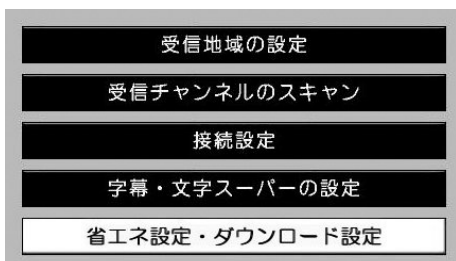 受信地域の設定
受信チャンネルのスキャン
接続設定
字幕・文字スーパーの設定
省エネ設定・ダウンロード設定